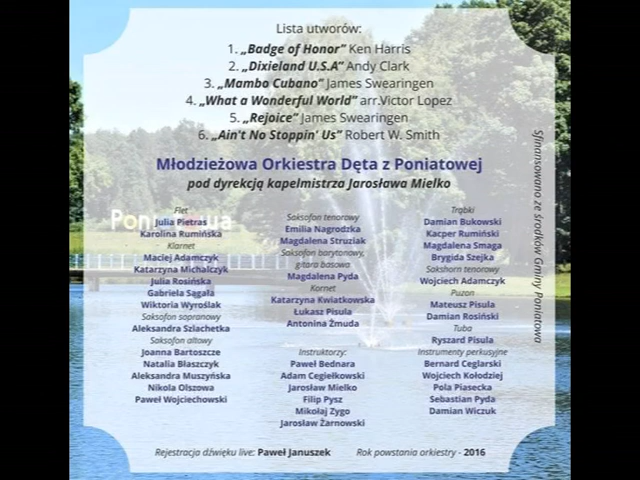 Lista utworów:
1. „Badge of Honor” Ken Harris
2. „Dixieland U.S.A” Andy Clark
3. „Mambo Cubano” James Swearingen
4. „What a Wonderful World” arr.Victor Lopez
5. „Rejoice” James Swearingen
6. „Ain't No Stoppin' Us” Robert W. Smith
Młodzieżowa Orkiestra Dęta z Poniatowej
pod dyrekcją kapelmistrza Jarosława Mielko
Flet
Julia Pietras
Karolina Rumińska
Klarnet
Maciej Adamczyk
Katarzyna Michalczyk
Julia Rosińska
Gabriela Sągała
Wiktoria Wyroślak
Saksofon sopranowy
Aleksandra Szlachetka
Saksofon altowy
Joanna Bartoszcze
Natalia Błaszczyk
Aleksandra Muszyńska
Nikola Olszowa
Paweł Wojciechowski
Saksofon tenorowy
Emilia Nagrodzka
Magdalena Struziak
Saksofon barytonowy,
gitara basowa
Magdalena Pyda
Kornet
Katarzyna Kwiatkowska
Łukasz Pisula
Antonina Żmuda
Instruktorzy:
Paweł Bednara
Adam Cegiełkowski
Jarosław Mielko
Filip Pysz
Mikołaj Zygo
Jarosław Żarnowski
Trąbki
Damian Bukowski
Kacper Rumiński
Magdalena Smaga
Brygida Szejka
Sakshorn tenorowy
Wojciech Adamczyk
Puzon
Mateusz Pisula
Damian Rosiński
Tuba
Ryszard Pisula
Instrumenty perkusyjne
Bernard Ceglarski
Wojciech Kołodziej
Pola Piasecka
Sebastian Pyda
Damian Wiczuk
Sfinansowano ze środków Gminy Poniatowa
Rejestracja dźwięku live: Paweł Januszek
Rok powstania orkiestry - 2016